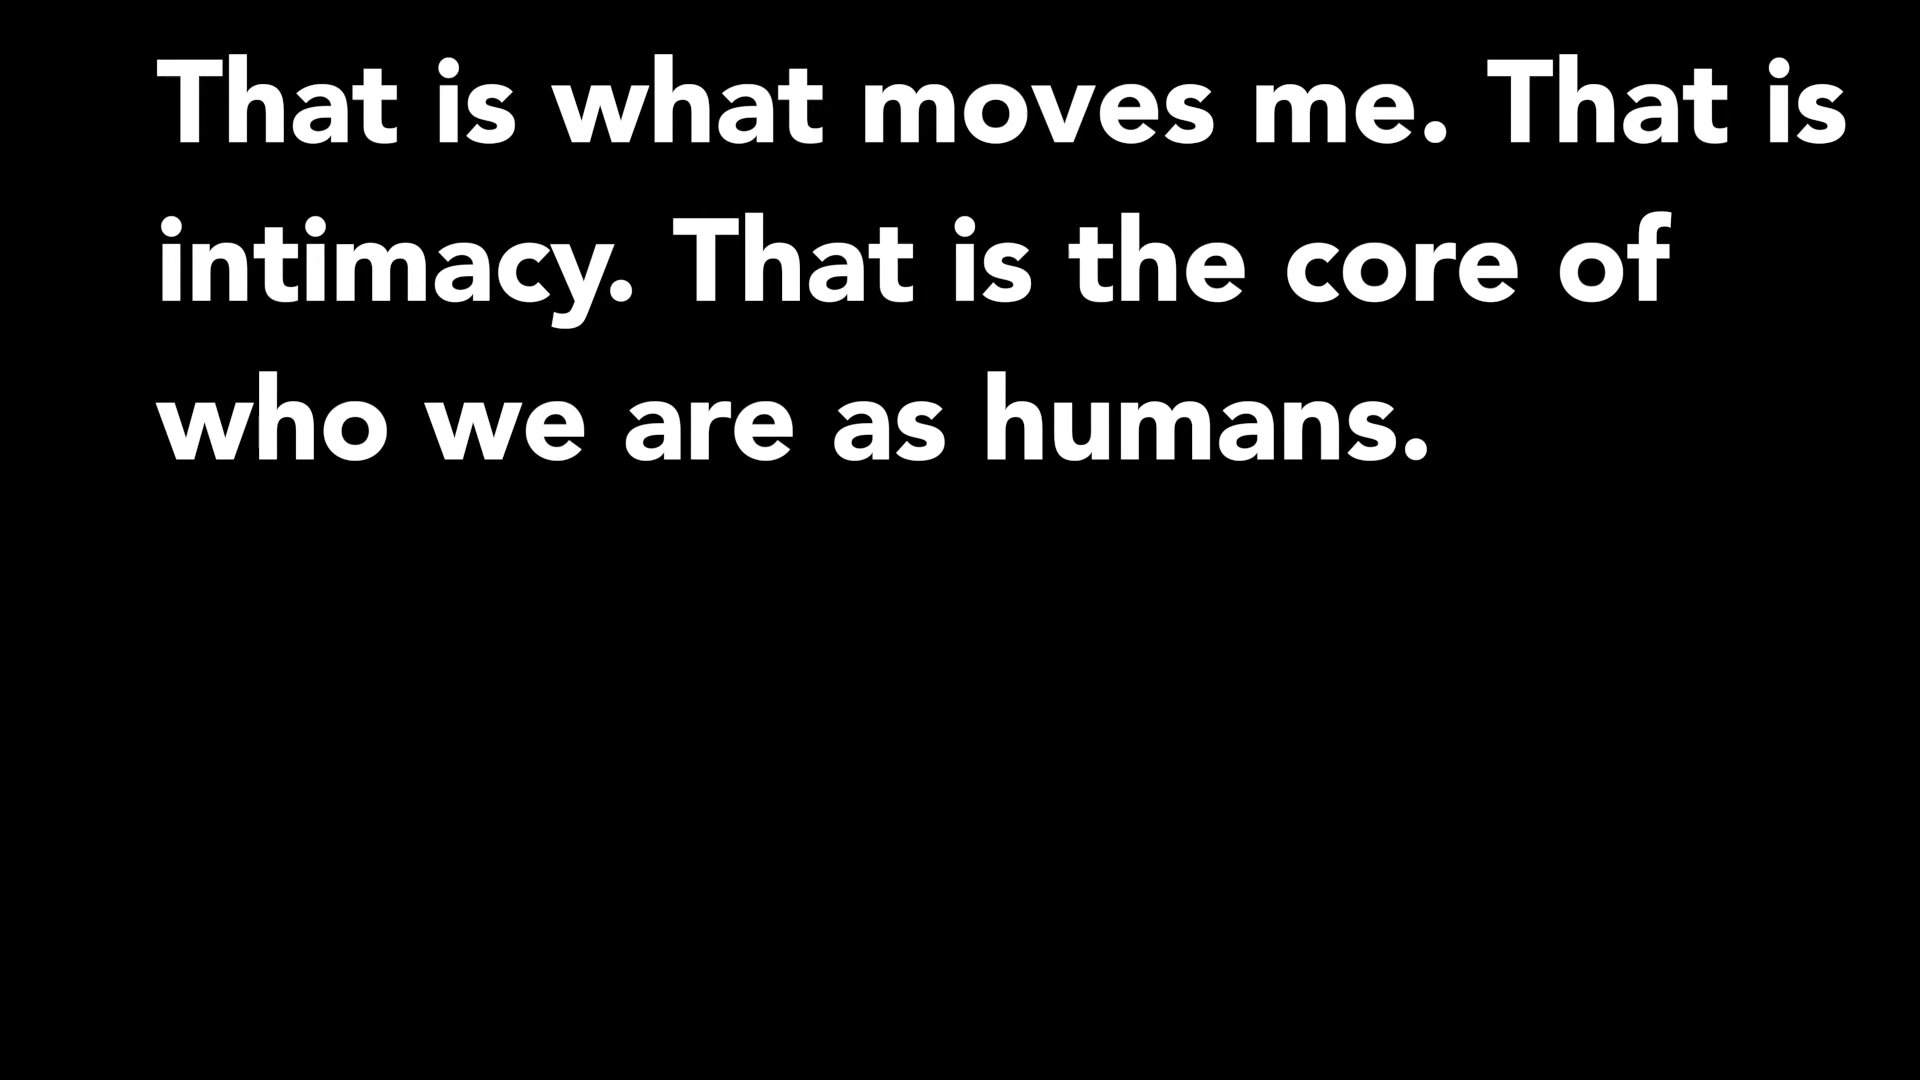 That is what moves me. That is
intimacy. That is the core of
who we are as humans.